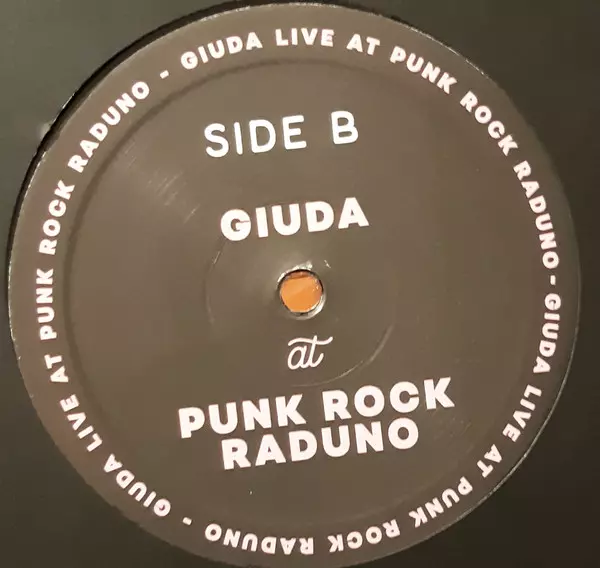 SIDE B
GIUDA
at
PUNK ROCK
RADUNO
GIUDA LIVE AT PUNK ROCK RADUNO - GIUDA LIVE AT PUNK ROCK RADUNO - GIUDA LIVE AT PUNK ROCK RADUNO -